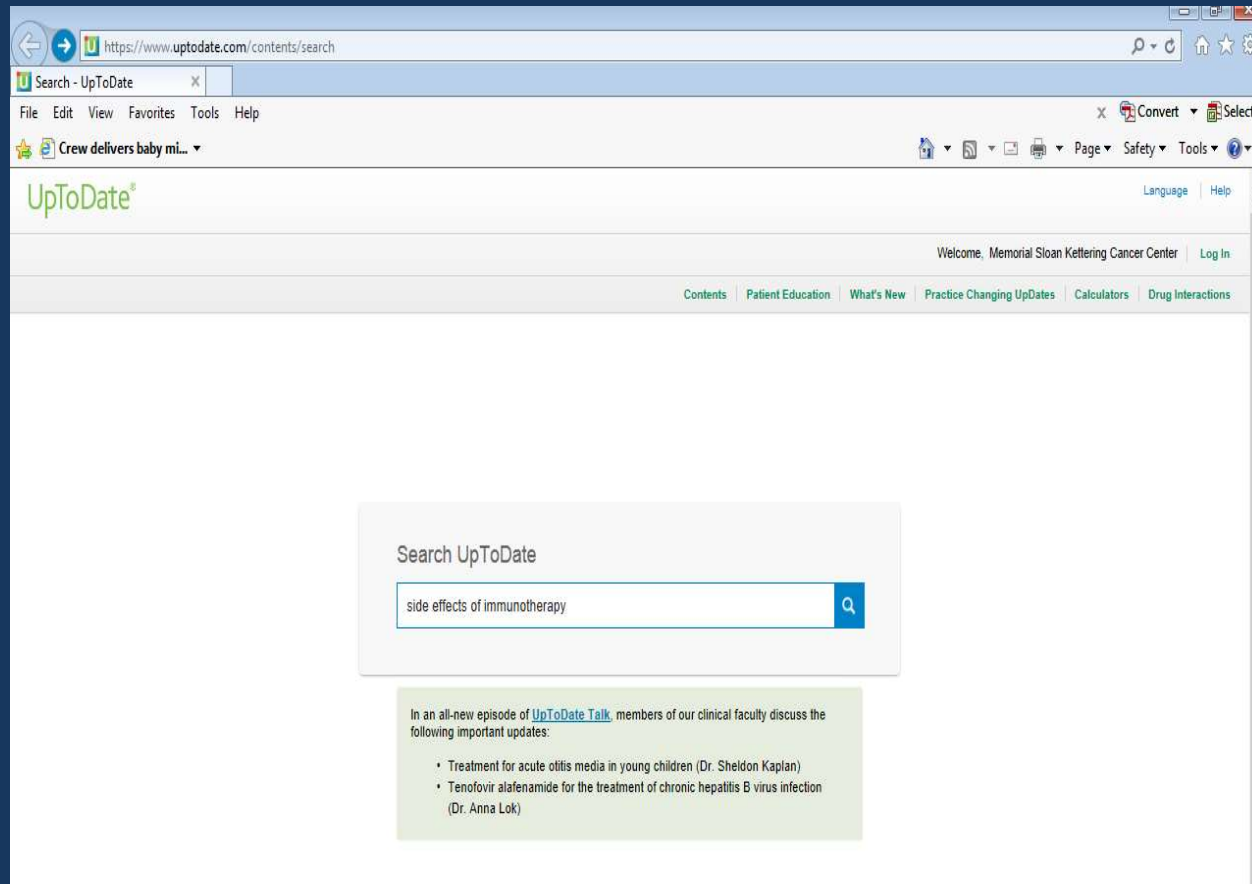 https://www.uptodate.com/contents/search
Search - UpToDate
File Edit View Favorites Tools Help
Convert Select
Crew delivers baby mi...
Page Safety Tools
UpToDate®
Language Help
Welcome, Memorial Sloan Kettering Cancer Center Log In
Contents Patient Education What's New Practice Changing UpDates Calculators Drug Interactions
Search UpToDate
side effects of immunotherapy
In an all-new episode of UpToDate Talk, members of our clinical faculty discuss the
following important updates:
• Treatment for acute otitis media in young children (Dr. Sheldon Kaplan)
• Tenofovir alafenamide for the treatment of chronic hepatitis B virus infection
(Dr. Anna Lok)